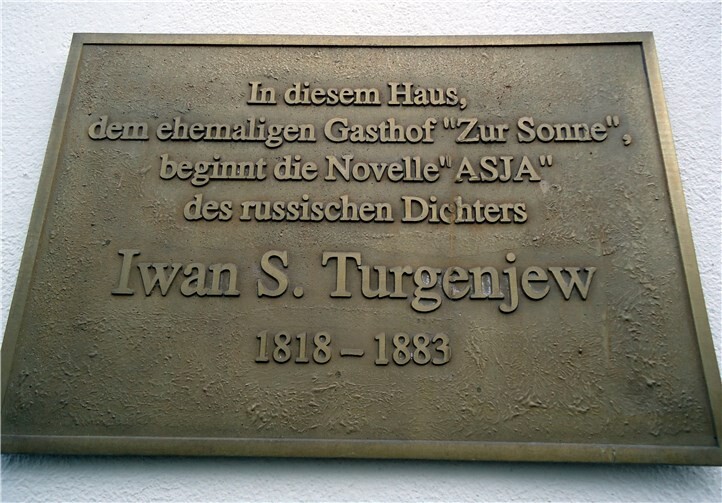 In diesem Haus,
dem ehemaligen Gasthof "Zur Sonne",
beginnt die Novelle"ASJA"
des russischen Dichters
Iwan S. Turgenjew
1818 – 1883